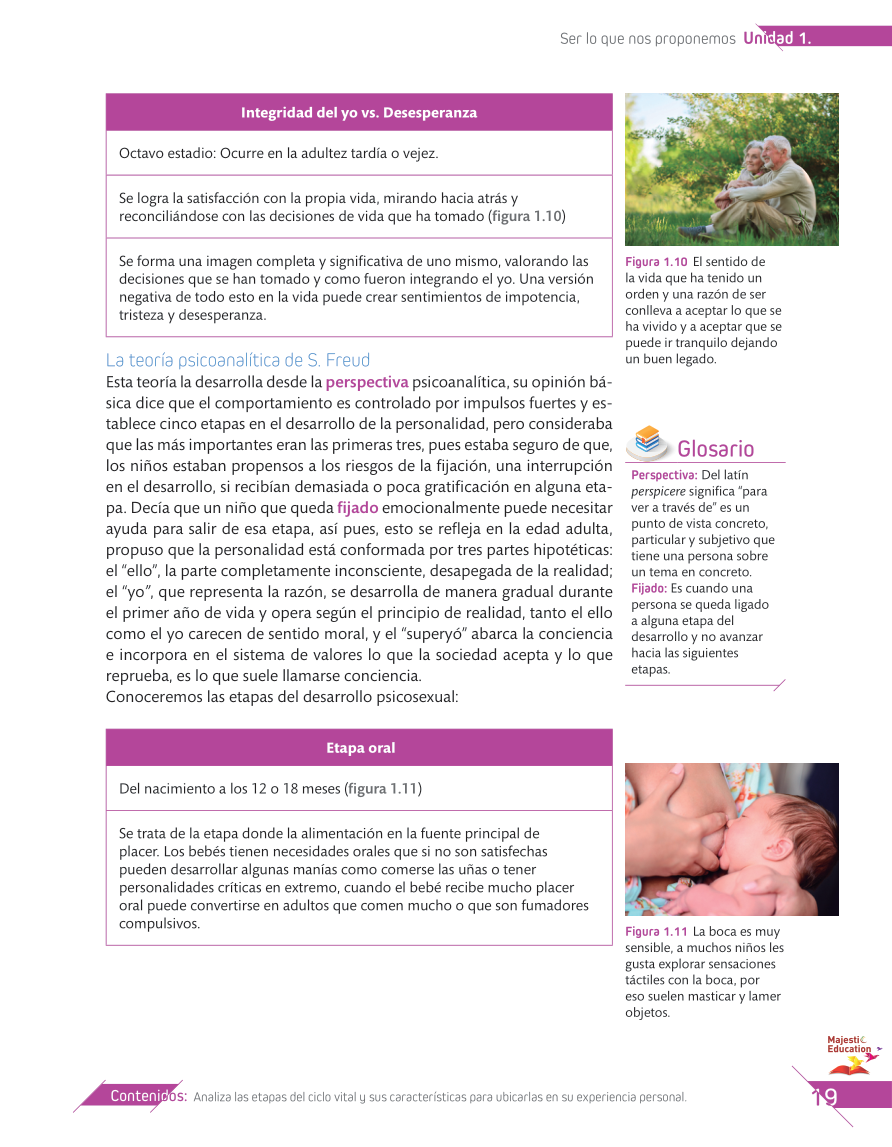 Ser lo que nos proponemos Unidad 1.
Integridad del yo vs. Desesperanza
Octavo estadio: Ocurre en la adultez tardía o vejez.
Se logra la satisfacción con la propia vida, mirando hacia atrás y
reconciliándose con las decisiones de vida que ha tomado (figura 1.10)
Se forma una imagen completa y significativa de uno mismo, valorando las
decisiones que se han tomado y como fueron integrando el yo. Una versión
negativa de todo esto en la vida puede crear sentimientos de impotencia,
tristeza y desesperanza.
Figura 1.10 El sentido de
la vida que ha tenido un
orden y una razón de ser
conlleva a aceptar lo que se
ha vivido y a aceptar que se
puede ir tranquilo dejando
un buen legado.
La teoría psicoanalítica de S. Freud
Esta teoría la desarrolla desde la perspectiva psicoanalítica, su opinión bá-
sica dice que el comportamiento es controlado por impulsos fuertes y es-
tablece cinco etapas en el desarrollo de la personalidad, pero consideraba
que las más importantes eran las primeras tres, pues estaba seguro de que,
los niños estaban propensos a los riesgos de la fijación, una interrupción
en el desarrollo, si recibían demasiada o poca gratificación en alguna eta-
pa. Decía que un niño que queda fijado emocionalmente puede necesitar
ayuda para salir de esa etapa, así pues, esto se refleja en la edad adulta,
propuso que la personalidad está conformada por tres partes hipotéticas:
el “ello”, la parte completamente inconsciente, desapegada de la realidad;
el “yo”, que representa la razón, se desarrolla de manera gradual durante
el primer año de vida y opera según el principio de realidad, tanto el ello
como el yo carecen de sentido moral, y el “superyó” abarca la conciencia
e incorpora en el sistema de valores lo que la sociedad acepta y lo que
reprueba, es lo que suele llamarse conciencia.
Conoceremos las etapas del desarrollo psicosexual:
Glosario
Perspectiva: Del latín
perspicere significa “para
ver a través de” es un
punto de vista concreto,
particular y subjetivo que
tiene una persona sobre
un tema en concreto.
Fijado: Es cuando una
persona se queda ligado
a alguna etapa del
desarrollo y no avanzar
hacia las siguientes
etapas.
Etapa oral
Del nacimiento a los 12 o 18 meses (figura 1.11)
Se trata de la etapa donde la alimentación en la fuente principal de
placer. Los bebés tienen necesidades orales que si no son satisfechas
pueden desarrollar algunas manías como comerse las uñas o tener
personalidades críticas en extremo, cuando el bebé recibe mucho placer
oral puede convertirse en adultos que comen mucho o que son fumadores
compulsivos.
Figura 1.11 La boca es muy
sensible, a muchos niños les
gusta explorar sensaciones
táctiles con la boca, por
eso suelen masticar y lamer
objetos.
Majestic
Education
Contenidos: Analiza las etapas del ciclo vital y sus características para ubicarlas en su experiencia personal.
19